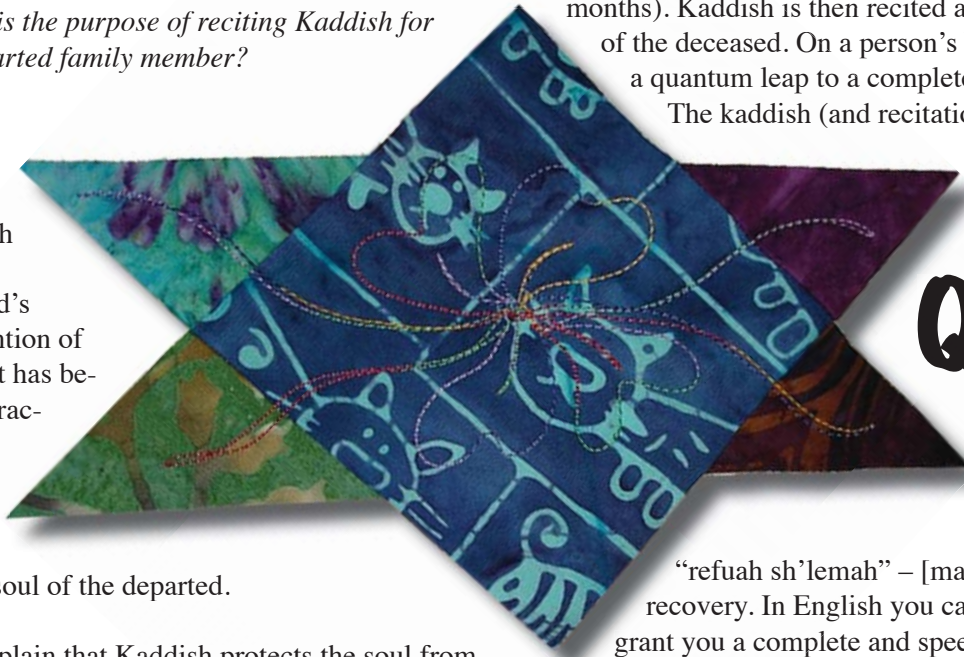 is the purpose of reciting Kaddish for
arted family member?
h
d's
ntion of
t has be-
rac-
soul of the departed.
plain that Kaddish protects the soul from
months). Kaddish is then recited a
of the deceased. On a person's
a quantum leap to a complete
The kaddish (and recitatio
Q
“refuah sh’lemah” – [ma
recovery. In English you ca
grant you a complete and spee